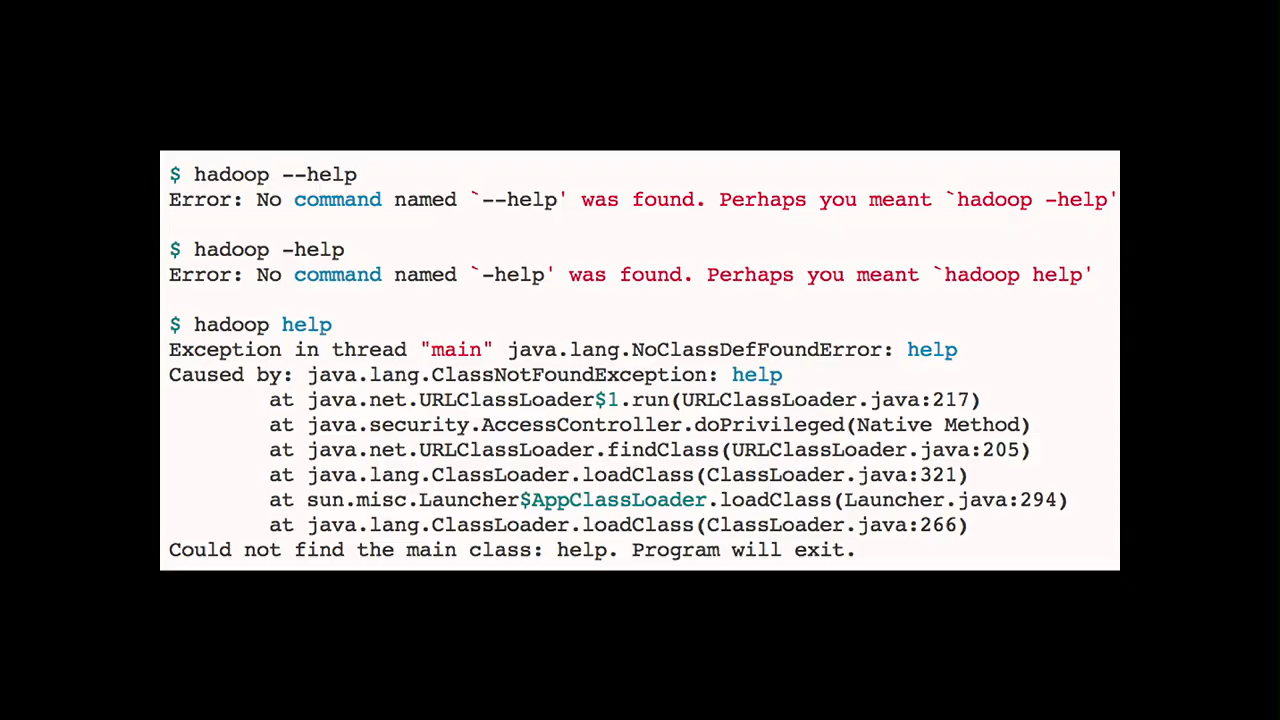 $ hadoop --help
Error: No command named `--help' was found. Perhaps you meant `hadoop -help'
$ hadoop -help
Error: No command named `-help' was found. Perhaps you meant `hadoop help'
$ hadoop help
Exception in thread "main" java.lang.NoClassDefFoundError: help
Caused by: java.lang.ClassNotFoundException: help
at java.net.URLClassLoader$1.run(URLClassLoader.java:217)
at java.security.AccessController.doPrivileged(Native Method)
at java.net.URLClassLoader.findClass(URLClassLoader.java:205)
at java.lang.ClassLoader.loadClass(ClassLoader.java:321)
at sun.misc.Launcher$AppClassLoader.loadClass(Launcher.java:294)
at java.lang.ClassLoader.loadClass(ClassLoader.java:266)
Could not find the main class: help. Program will exit.